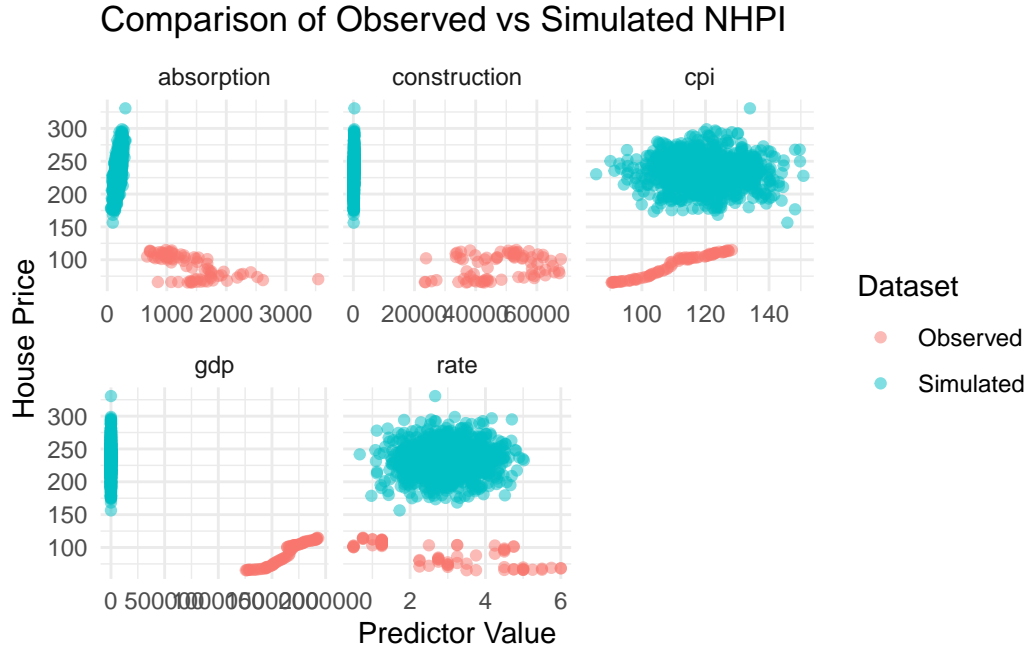 Comparison of Observed vs Simulated NHPI
absorption construction cpi
300
250
200
150
100
0 1000 2000 3000 0 20000 40000 60000 100 120 140
gdp rate
300
250
200
150
100
0 500000 1000000 1500000 2000000 2 4 6
House Price
Predictor Value
Dataset
Observed
Simulated